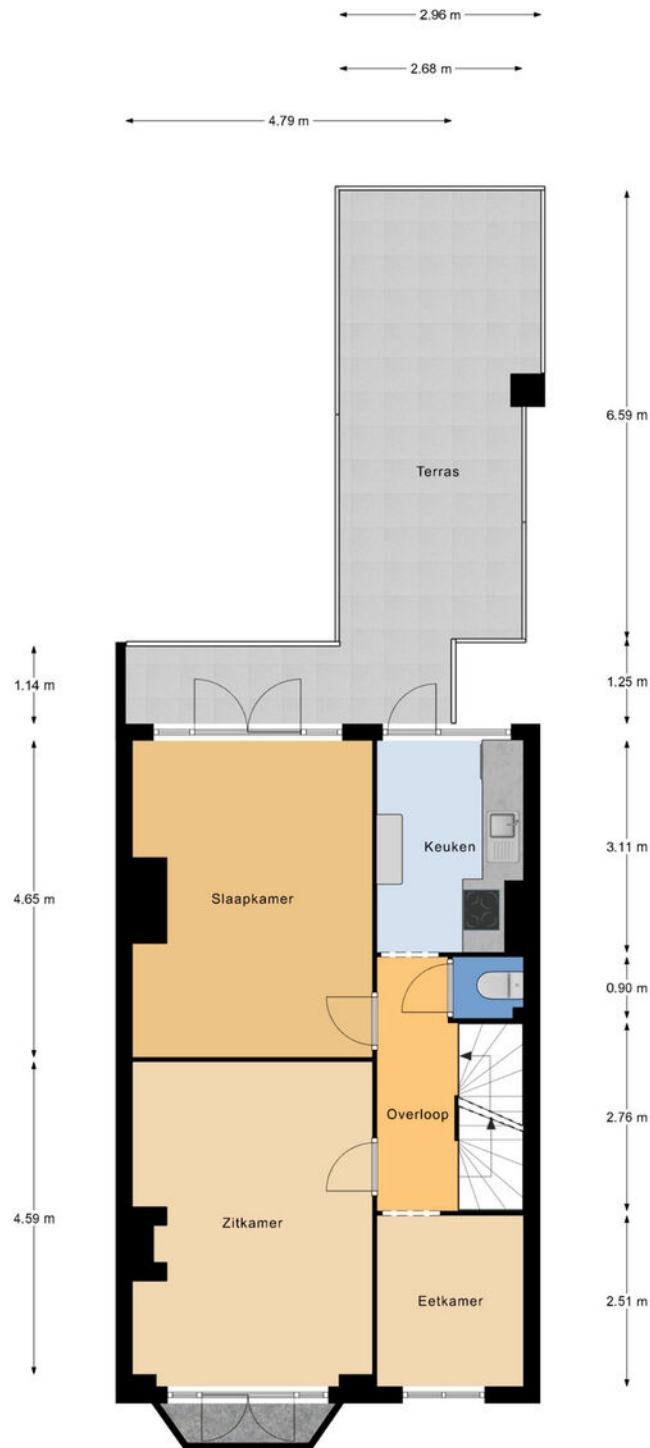 2.96 m
2.68 m
4.79 m
6.59 m
Terras
1.14 m
1.25 m
Keuken
3.11 m
Slaapkamer
4.65 m
0.90 m
Overloop
2.76 m
Zitkamer
4.59 m
Eetkamer
2.51 m